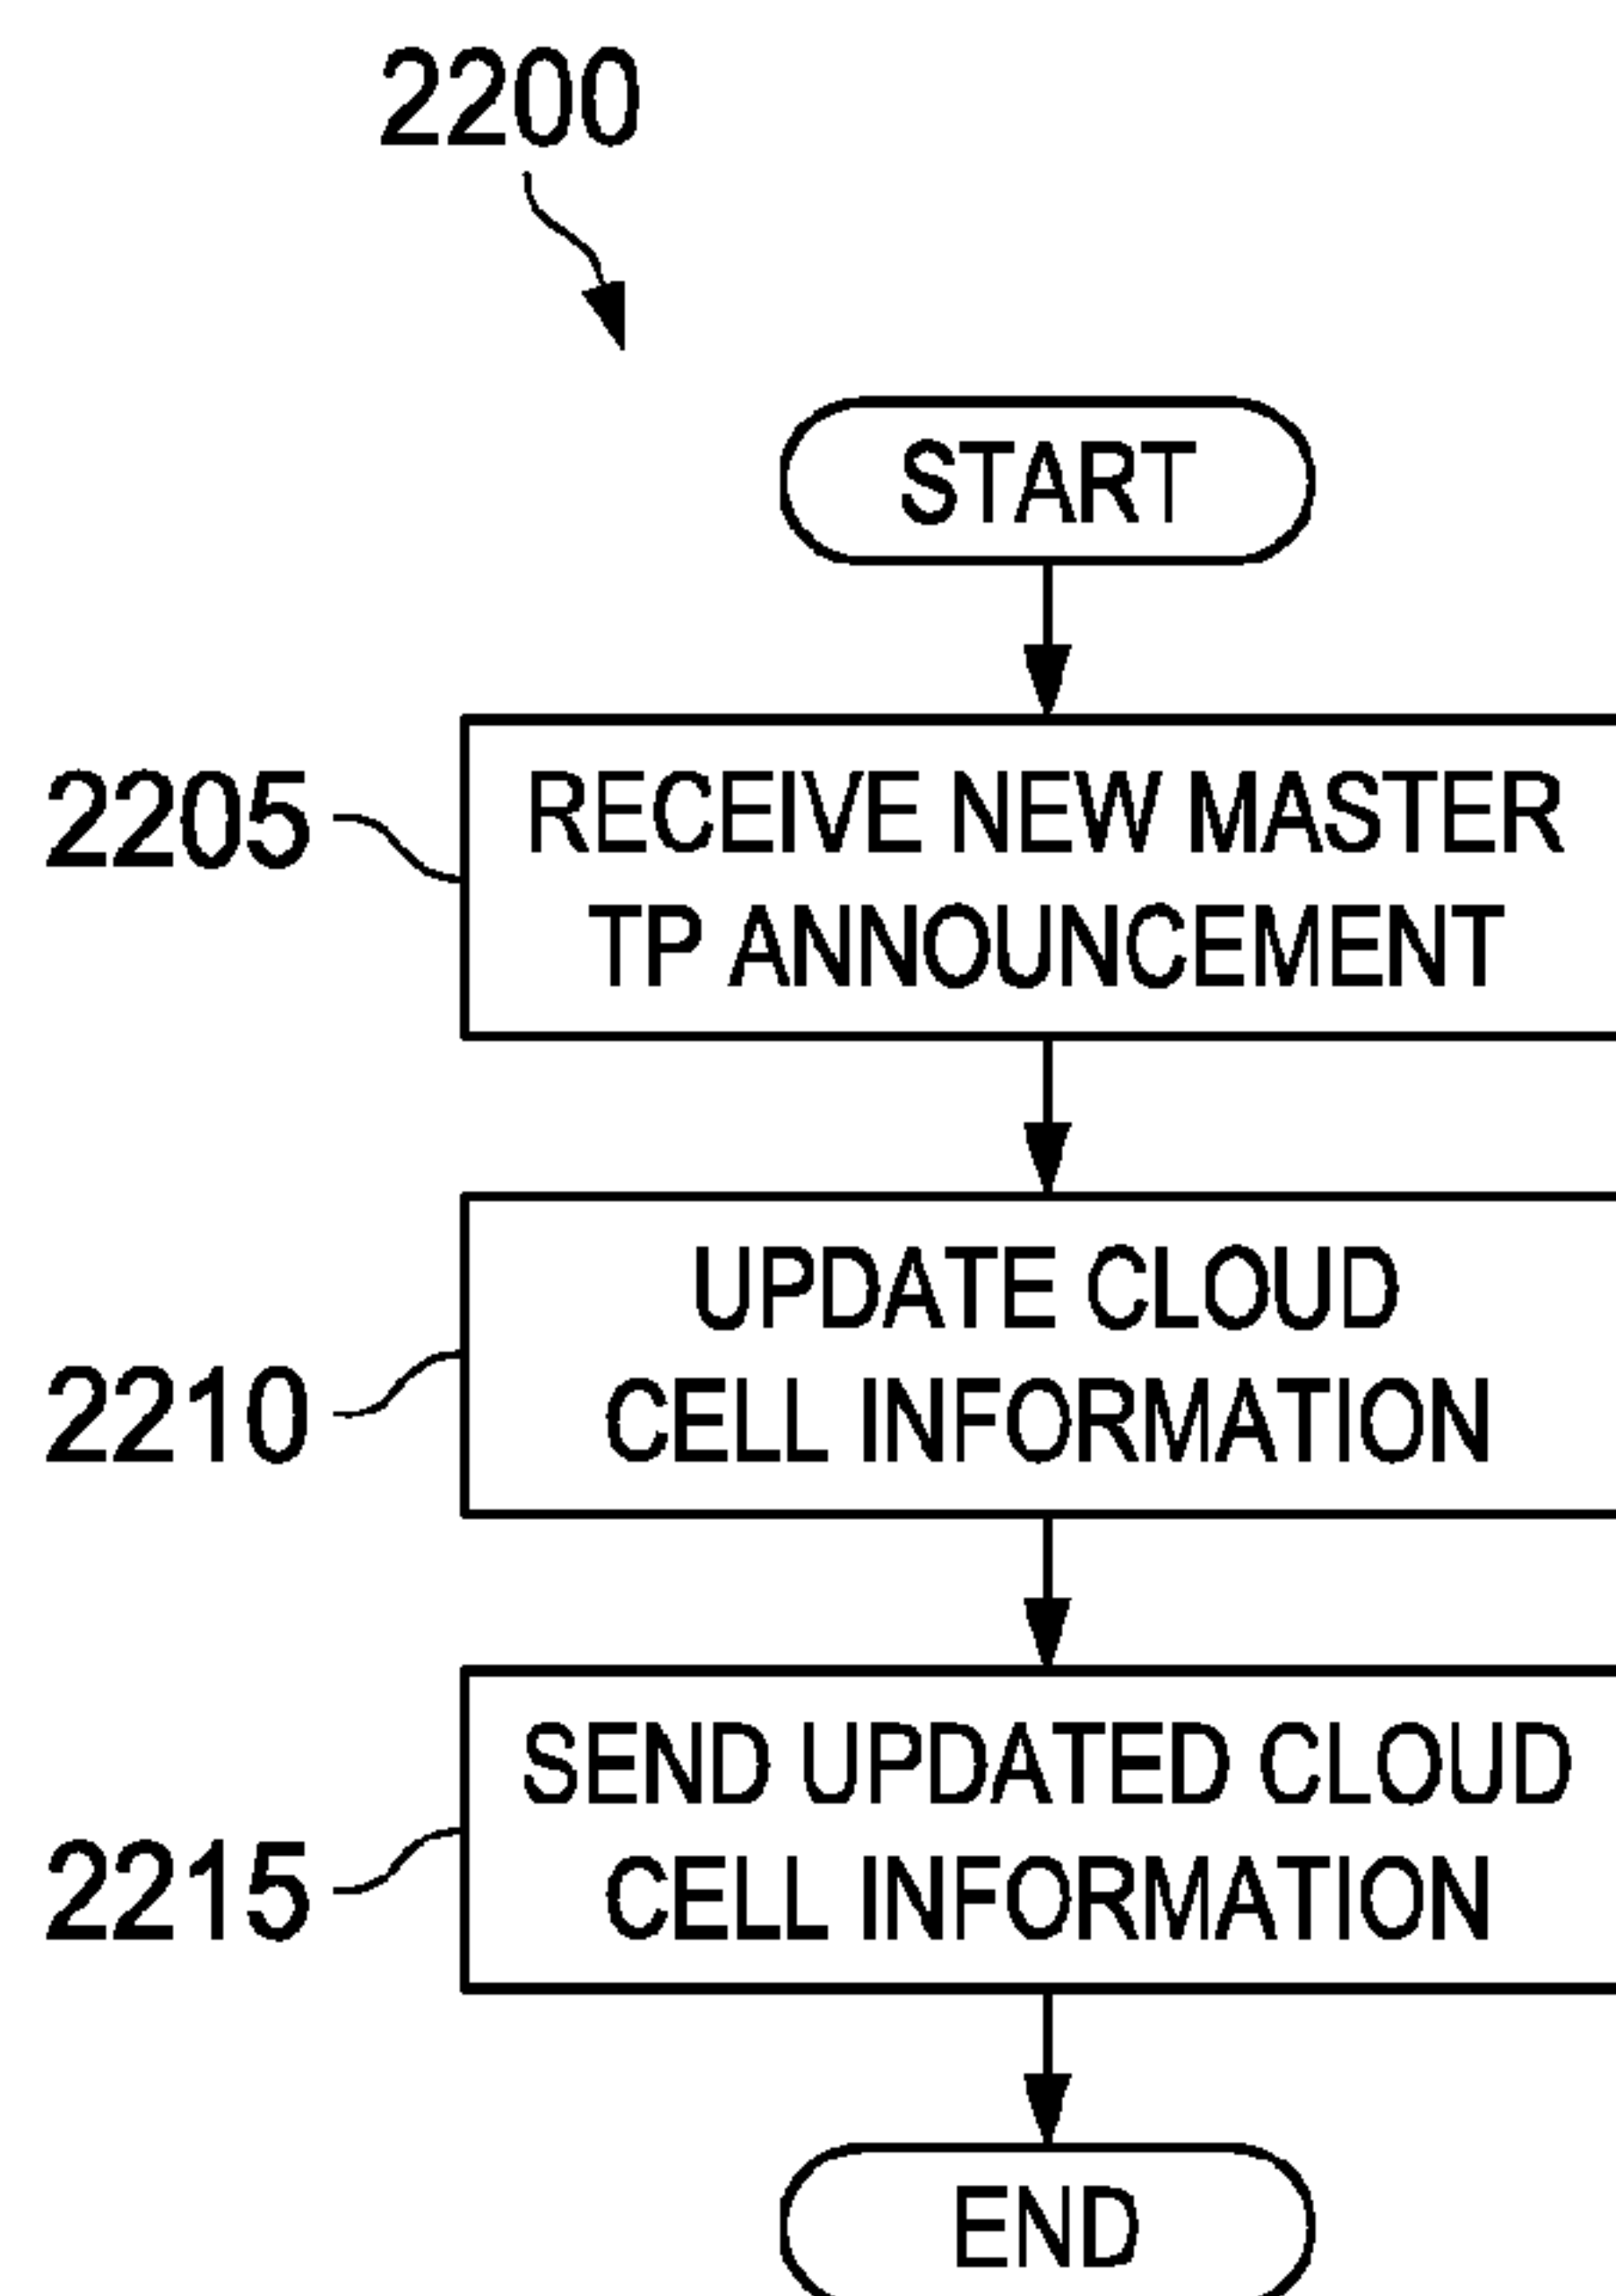 2200
START
2205
RECEIVE NEW MASTER
TP ANNOUNCEMENT
2210
UPDATE CLOUD
CELL INFORMATION
2215
SEND UPDATED CLOUD
CELL INFORMATION
END